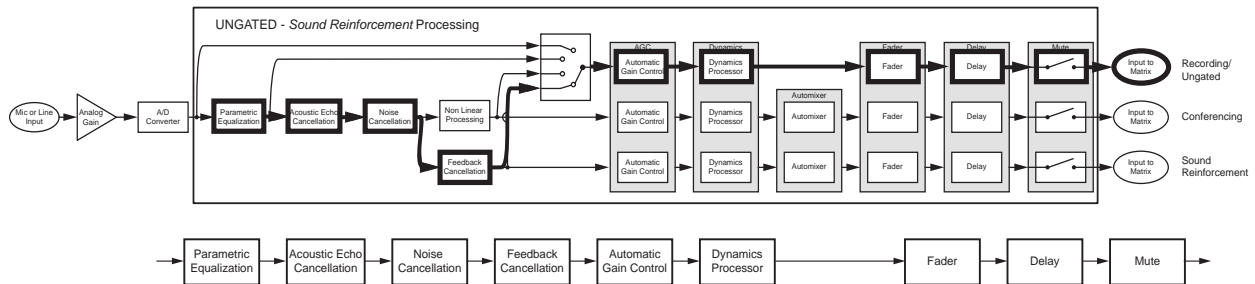 UNGATED - Sound Reinforcement Processing
AGC
Dynamics
Fader
Delay
Mute
Automatic
Gain Control
Dynamics
Processor
Fader
Delay
Input to
Matrix
Recording/
Ungated
Mic or Line
Input
Analog
Gain
A/D
Converter
Parametric
Equalization
Acoustic Echo
Cancellation
Noise
Cancellation
Non Linear
Processing
Automatic
Gain Control
Dynamics
Processor
Automixer
Automixer
Fader
Delay
Input to
Matrix
Conferencing
Feedback
Cancellation
Automatic
Gain Control
Dynamics
Processor
Automixer
Fader
Delay
Input to
Matrix
Sound
Reinforcement
Parametric
Equalization
Acoustic Echo
Cancellation
Noise
Cancellation
Feedback
Cancellation
Automatic
Gain Control
Dynamics
Processor
Fader
Delay
Mute